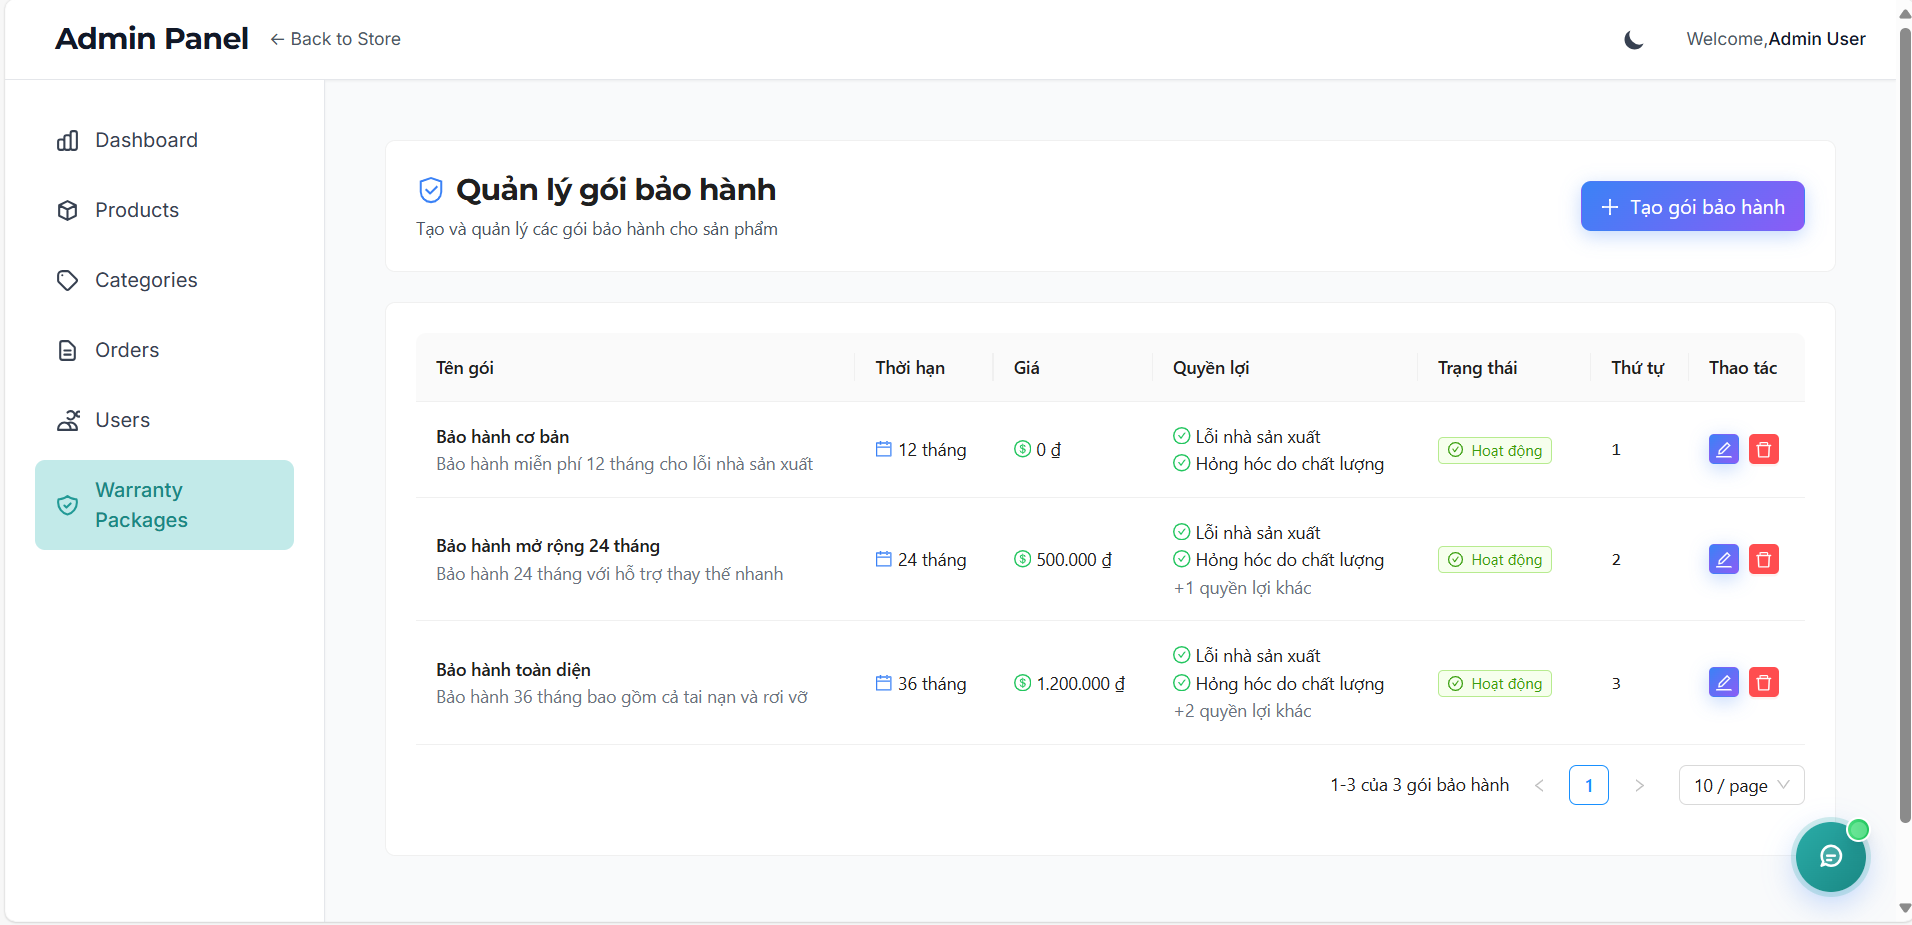 Admin Panel
← Back to Store
Welcome,Admin User
Dashboard
Products
Categories
Orders
Users
Warranty
Packages
Quản lý gói bảo hành
Tạo và quản lý các gói bảo hành cho sản phẩm
+ Tạo gói bảo hành
Tên gói Thời hạn Giá Quyền lợi Trạng thái Thứ tự Thao tác
Bảo hành cơ bản
Bảo hành miễn phí 12 tháng cho lỗi nhà sản xuất
12 tháng
0 ₫
Lỗi nhà sản xuất
Hỏng hóc do chất lượng
Hoạt động
1
Bảo hành mở rộng 24 tháng
Bảo hành 24 tháng với hỗ trợ thay thế nhanh
24 tháng
500.000 ₫
Lỗi nhà sản xuất
Hỏng hóc do chất lượng
+1 quyền lợi khác
Hoạt động
2
Bảo hành toàn diện
Bảo hành 36 tháng bao gồm cả tai nạn và rơi vỡ
36 tháng
1.200.000 ₫
Lỗi nhà sản xuất
Hỏng hóc do chất lượng
+2 quyền lợi khác
Hoạt động
3
1-3 của 3 gói bảo hành
1
10 / page